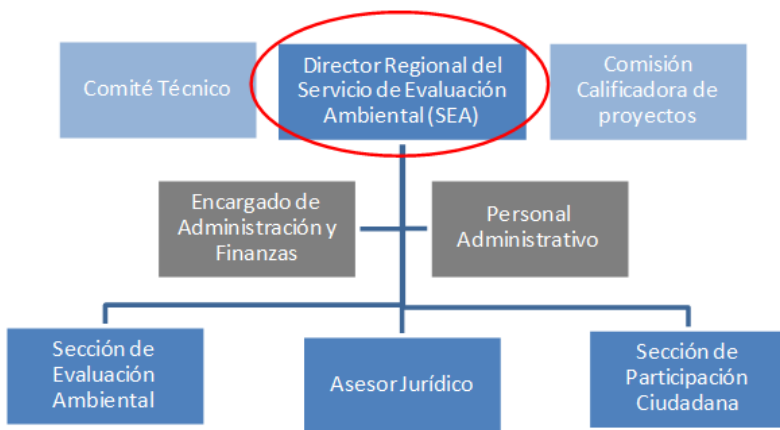 Comité Técnico
Director Regional del
Servicio de Evaluación
Ambiental (SEA)
Comisión
Calificadora de
proyectos
Encargado de
Administración y
Finanzas
Personal
Administrativo
Sección de
Evaluación
Ambiental
Asesor Jurídico
Sección de
Participación
Ciudadana